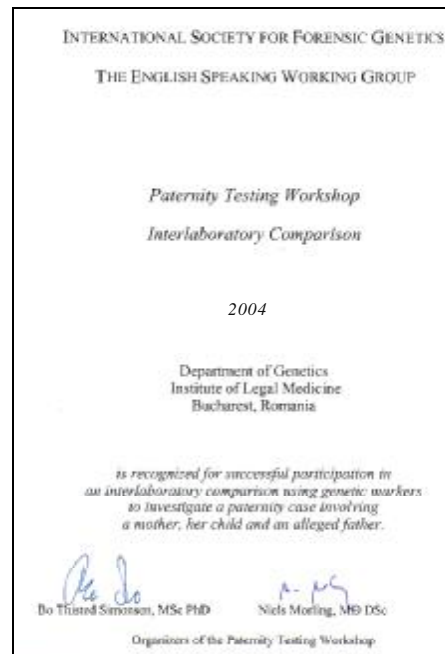 INTERNATIONAL SOCIETY FOR FORENSIC GENETICS
THE ENGLISH SPEAKING WORKING GROUP
Paternity Testing Workshop
Interlaboratory Comparison
2004
Department of Genetics
Institute of Legal Medicine
Bucharest, Romania
is recognized for successful participation in
an interlaboratory comparison using genetic markers
to investigate a paternity case involving
a mother, her child and an alleged father.
Bo Thisted Simonsen, MSc PhD Niels Morling, MD DSc
Organizers of the Paternity Testing Workshop